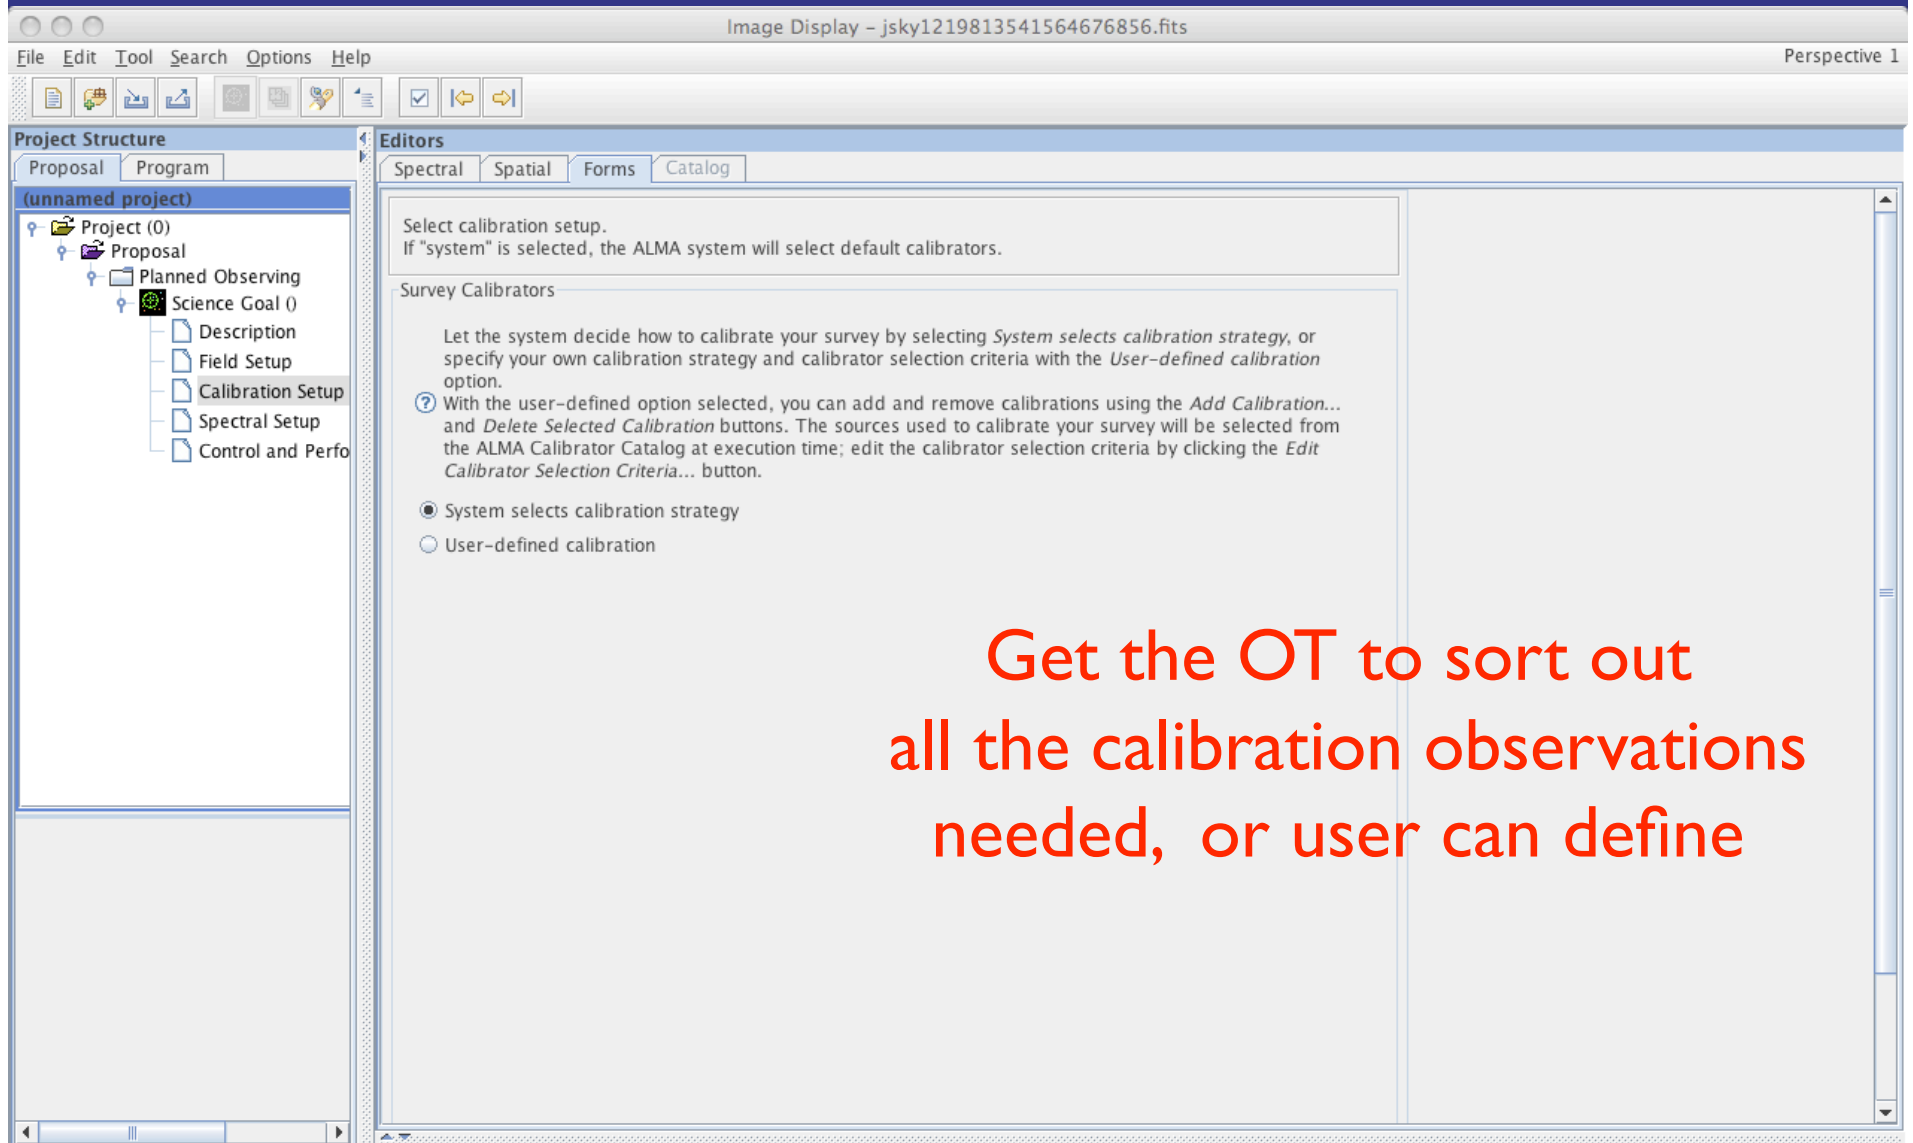 Image Display – jsky1219813541564676856.fits
File Edit Tool Search Options Help
Perspective 1
Project Structure
Proposal Program
(unnamed project)
Project (0)
Proposal
Planned Observing
Science Goal ()
Description
Field Setup
Calibration Setup
Spectral Setup
Control and Perfo
Editors
Spectral Spatial Forms Catalog
Select calibration setup.
If "system" is selected, the ALMA system will select default calibrators.
Survey Calibrators
Let the system decide how to calibrate your survey by selecting System selects calibration strategy, or
specify your own calibration strategy and calibrator selection criteria with the User–defined calibration
option.
With the user–defined option selected, you can add and remove calibrations using the Add Calibration...
and Delete Selected Calibration buttons. The sources used to calibrate your survey will be selected from
the ALMA Calibrator Catalog at execution time; edit the calibrator selection criteria by clicking the Edit
Calibrator Selection Criteria... button.
System selects calibration strategy
User–defined calibration
Get the OT to sort out
all the calibration observations
needed, or user can define